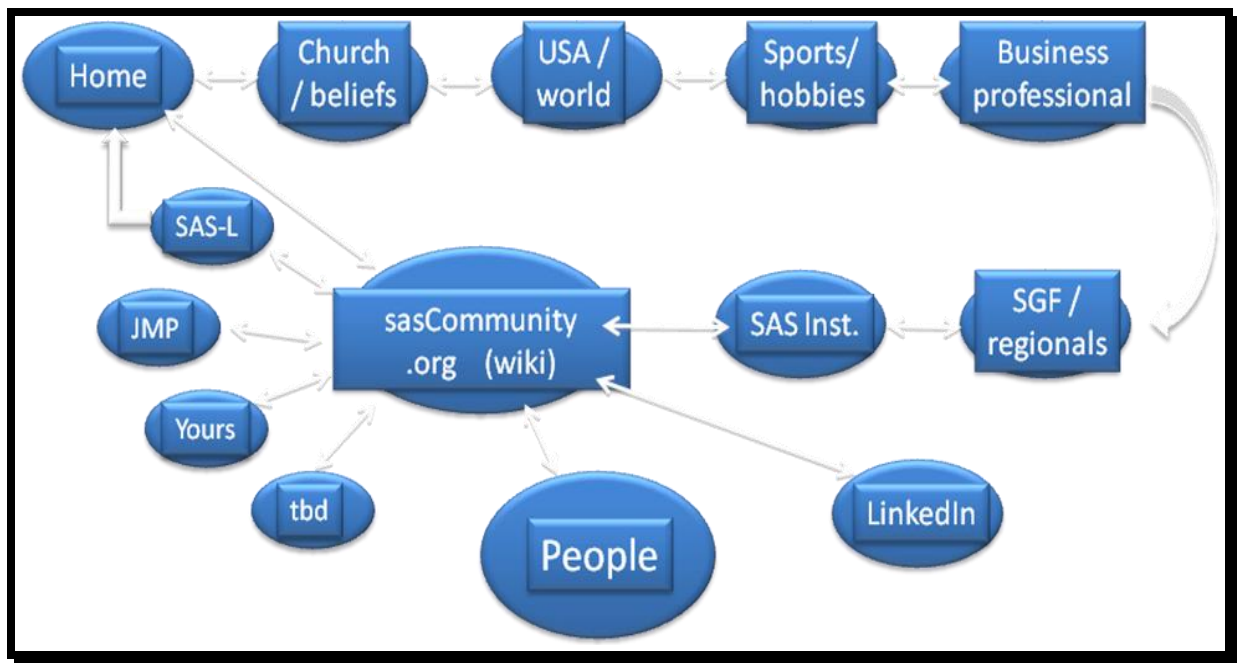 Home
Church
/ beliefs
USA /
world
Sports/
hobbies
Business
professional
SAS-L
JMP
sasCommunity
.org (wiki)
SAS Inst.
SGF /
regionals
Yours
tbd
People
LinkedIn